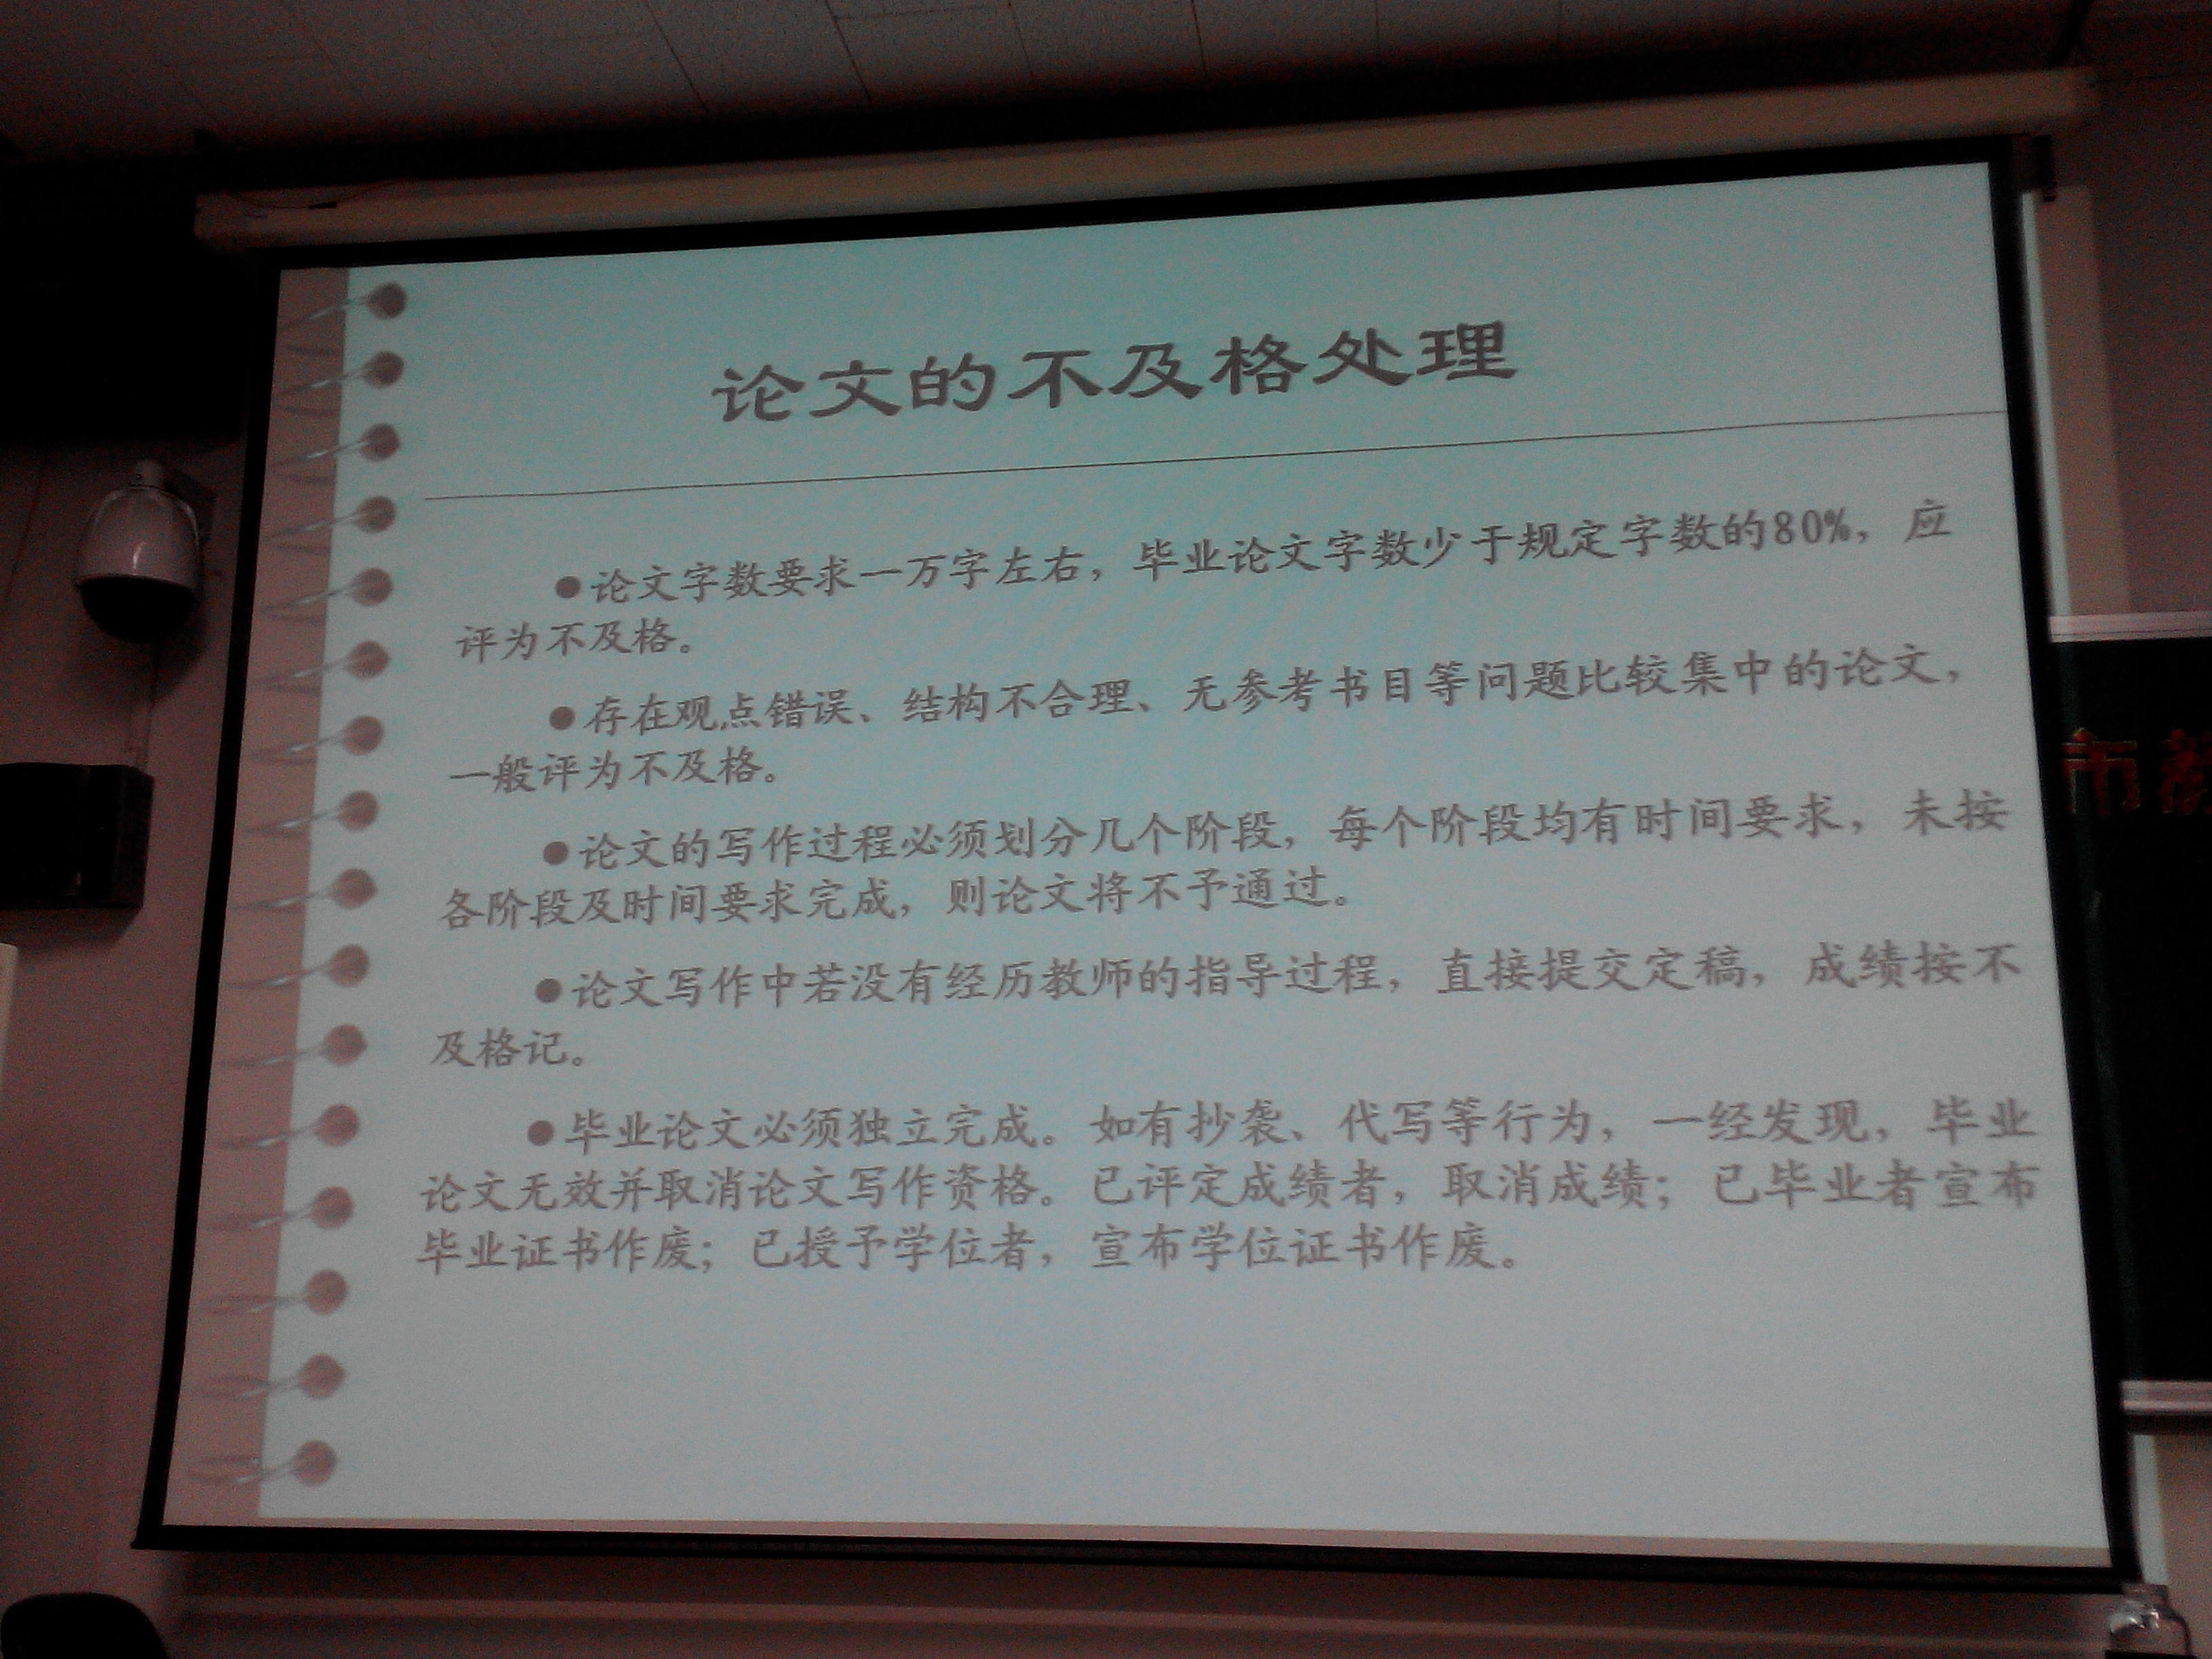 论文的不及格处理
●论文字数要求一万字左右，毕业论文字数少于规定字数的80%，应
评为不及格。
●存在观点错误、结构不合理、无参考书目等问题比较集中的论文，
一般评为不及格。
●论文的写作过程必须划分几个阶段，每个阶段均有时间要求，未按
各阶段及时间要求完成，则论文将不予通过。
●论文写作中若没有经历教师的指导过程，直接提交定稿，成绩按不
及格记。
●毕业论文必须独立完成。如有抄袭、代写等行为，一经发现，毕业
论文无效并取消论文写作资格。已评定成绩者，取消成绩；已毕业者宣布
毕业证书作废；已授予学位者，宣布学位证书作废。
市